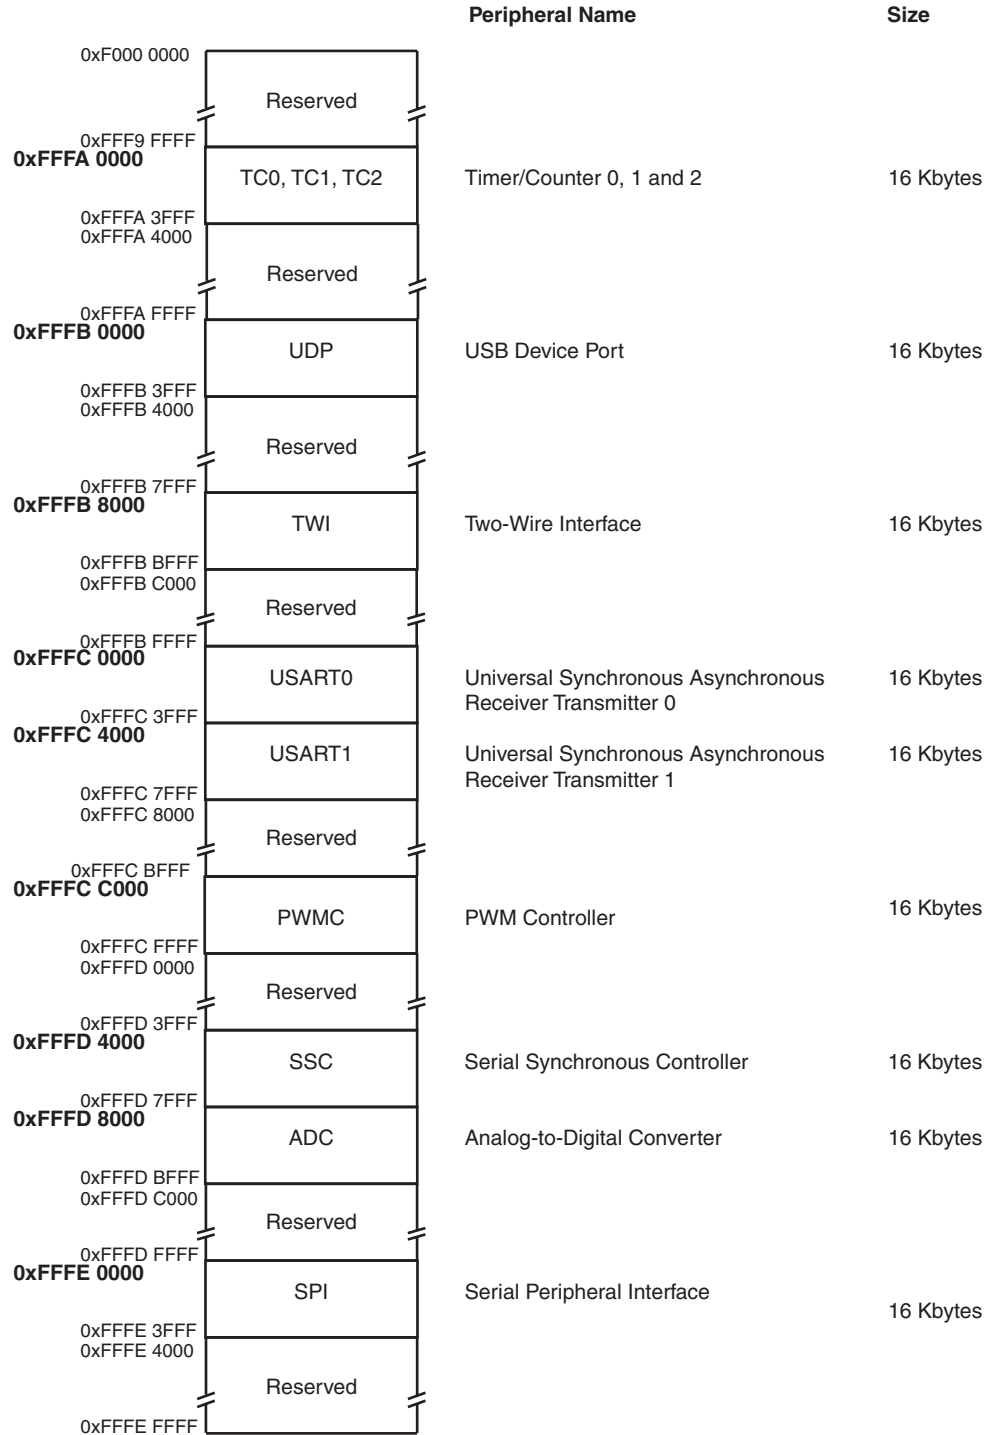 Peripheral Name Size
0xF000 0000
Reserved
0xFFF9 FFFF
0xFFFA 0000
TC0, TC1, TC2 Timer/Counter 0, 1 and 2 16 Kbytes
0xFFFA 3FFF
0xFFFA 4000
Reserved
0xFFFA FFFF
0xFFFB 0000
UDP USB Device Port 16 Kbytes
0xFFFB 3FFF
0xFFFB 4000
Reserved
0xFFFB 7FFF
0xFFFB 8000
TWI Two-Wire Interface 16 Kbytes
0xFFFB BFFF
0xFFFB C000
Reserved
0xFFFB FFFF
0xFFFC 0000
USART0 Universal Synchronous Asynchronous 16 Kbytes
Receiver Transmitter 0
0xFFFC 3FFF
0xFFFC 4000
USART1 Universal Synchronous Asynchronous 16 Kbytes
Receiver Transmitter 1
0xFFFC 7FFF
0xFFFC 8000
Reserved
0xFFFC BFFF
0xFFFC C000
PWMC PWM Controller 16 Kbytes
0xFFFC FFFF
0xFFFD 0000
Reserved
0xFFFD 3FFF
0xFFFD 4000
SSC Serial Synchronous Controller 16 Kbytes
0xFFFD 7FFF
0xFFFD 8000
ADC Analog-to-Digital Converter 16 Kbytes
0xFFFD BFFF
0xFFFD C000
Reserved
0xFFFD FFFF
0xFFFE 0000
SPI Serial Peripheral Interface
16 Kbytes
0xFFFE 3FFF
0xFFFE 4000
Reserved
0xFFFE FFFF